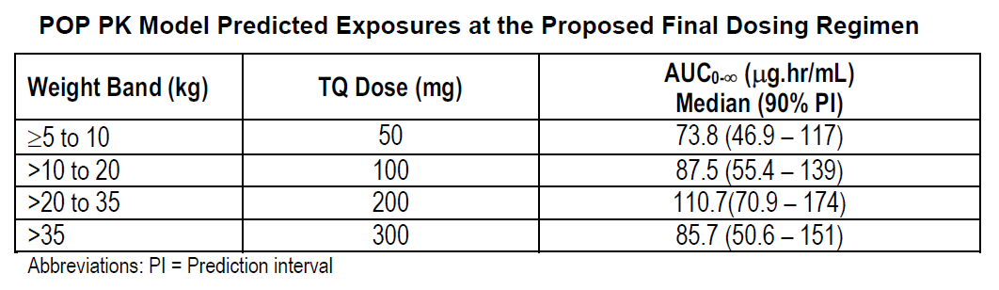 POP PK Model Predicted Exposures at the Proposed Final Dosing Regimen
Weight Band (kg) TQ Dose (mg) AUC0-∞ (μg.hr/mL)
Median (90% PI)
≥5 to 10 50 73.8 (46.9 – 117)
>10 to 20 100 87.5 (55.4 – 139)
>20 to 35 200 110.7(70.9 – 174)
>35 300 85.7 (50.6 – 151)
Abbreviations: PI = Prediction interval